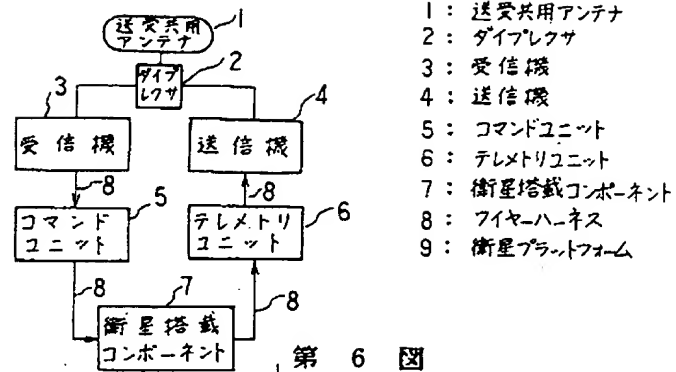 送受共用
アンテナ
1
ダイプ
レクサ
2
3
受信機
4
送信機
8
8
5
コマンド
ユニット
6
テレメトリ
ユニット
8
7
8
衛星搭載
コンポーネント
第 6 図
1: 送受共用アンテナ
2: ダイプレクサ
3: 受信機
4: 送信機
5: コマンドユニット
6: テレメトリユニット
7: 衛星搭載コンポーネント
8: ワイヤーハーネス
9: 衛星プラットフォーム